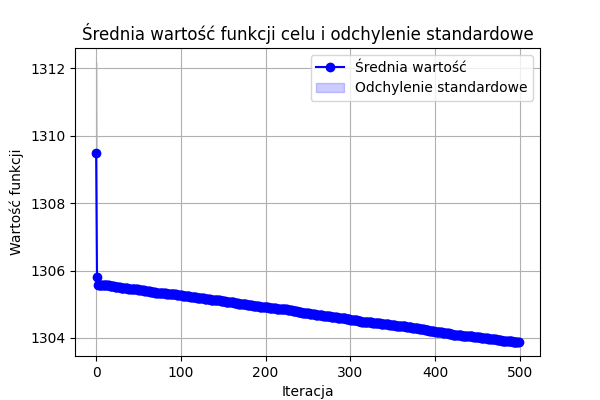 Średnia wartość funkcji celu i odchylenie standardowe
Średnia wartość
Odchylenie standardowe
Wartość funkcji
1312
1310
1308
1306
1304
0 100 200 300 400 500
Iteracja